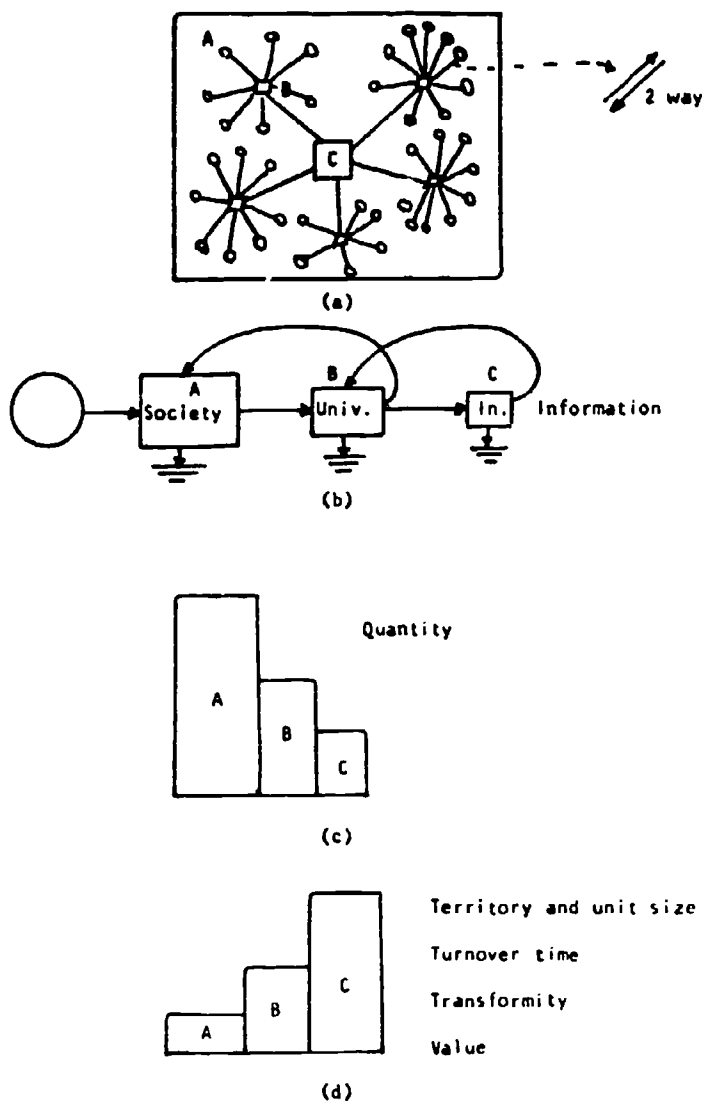 A
B
C
2 way
(a)
A
Society
B
Univ.
C
In.
Information
(b)
Quantity
A
B
C
(c)
Territory and unit size
Turnover time
Transformity
Value
A
B
C
(d)